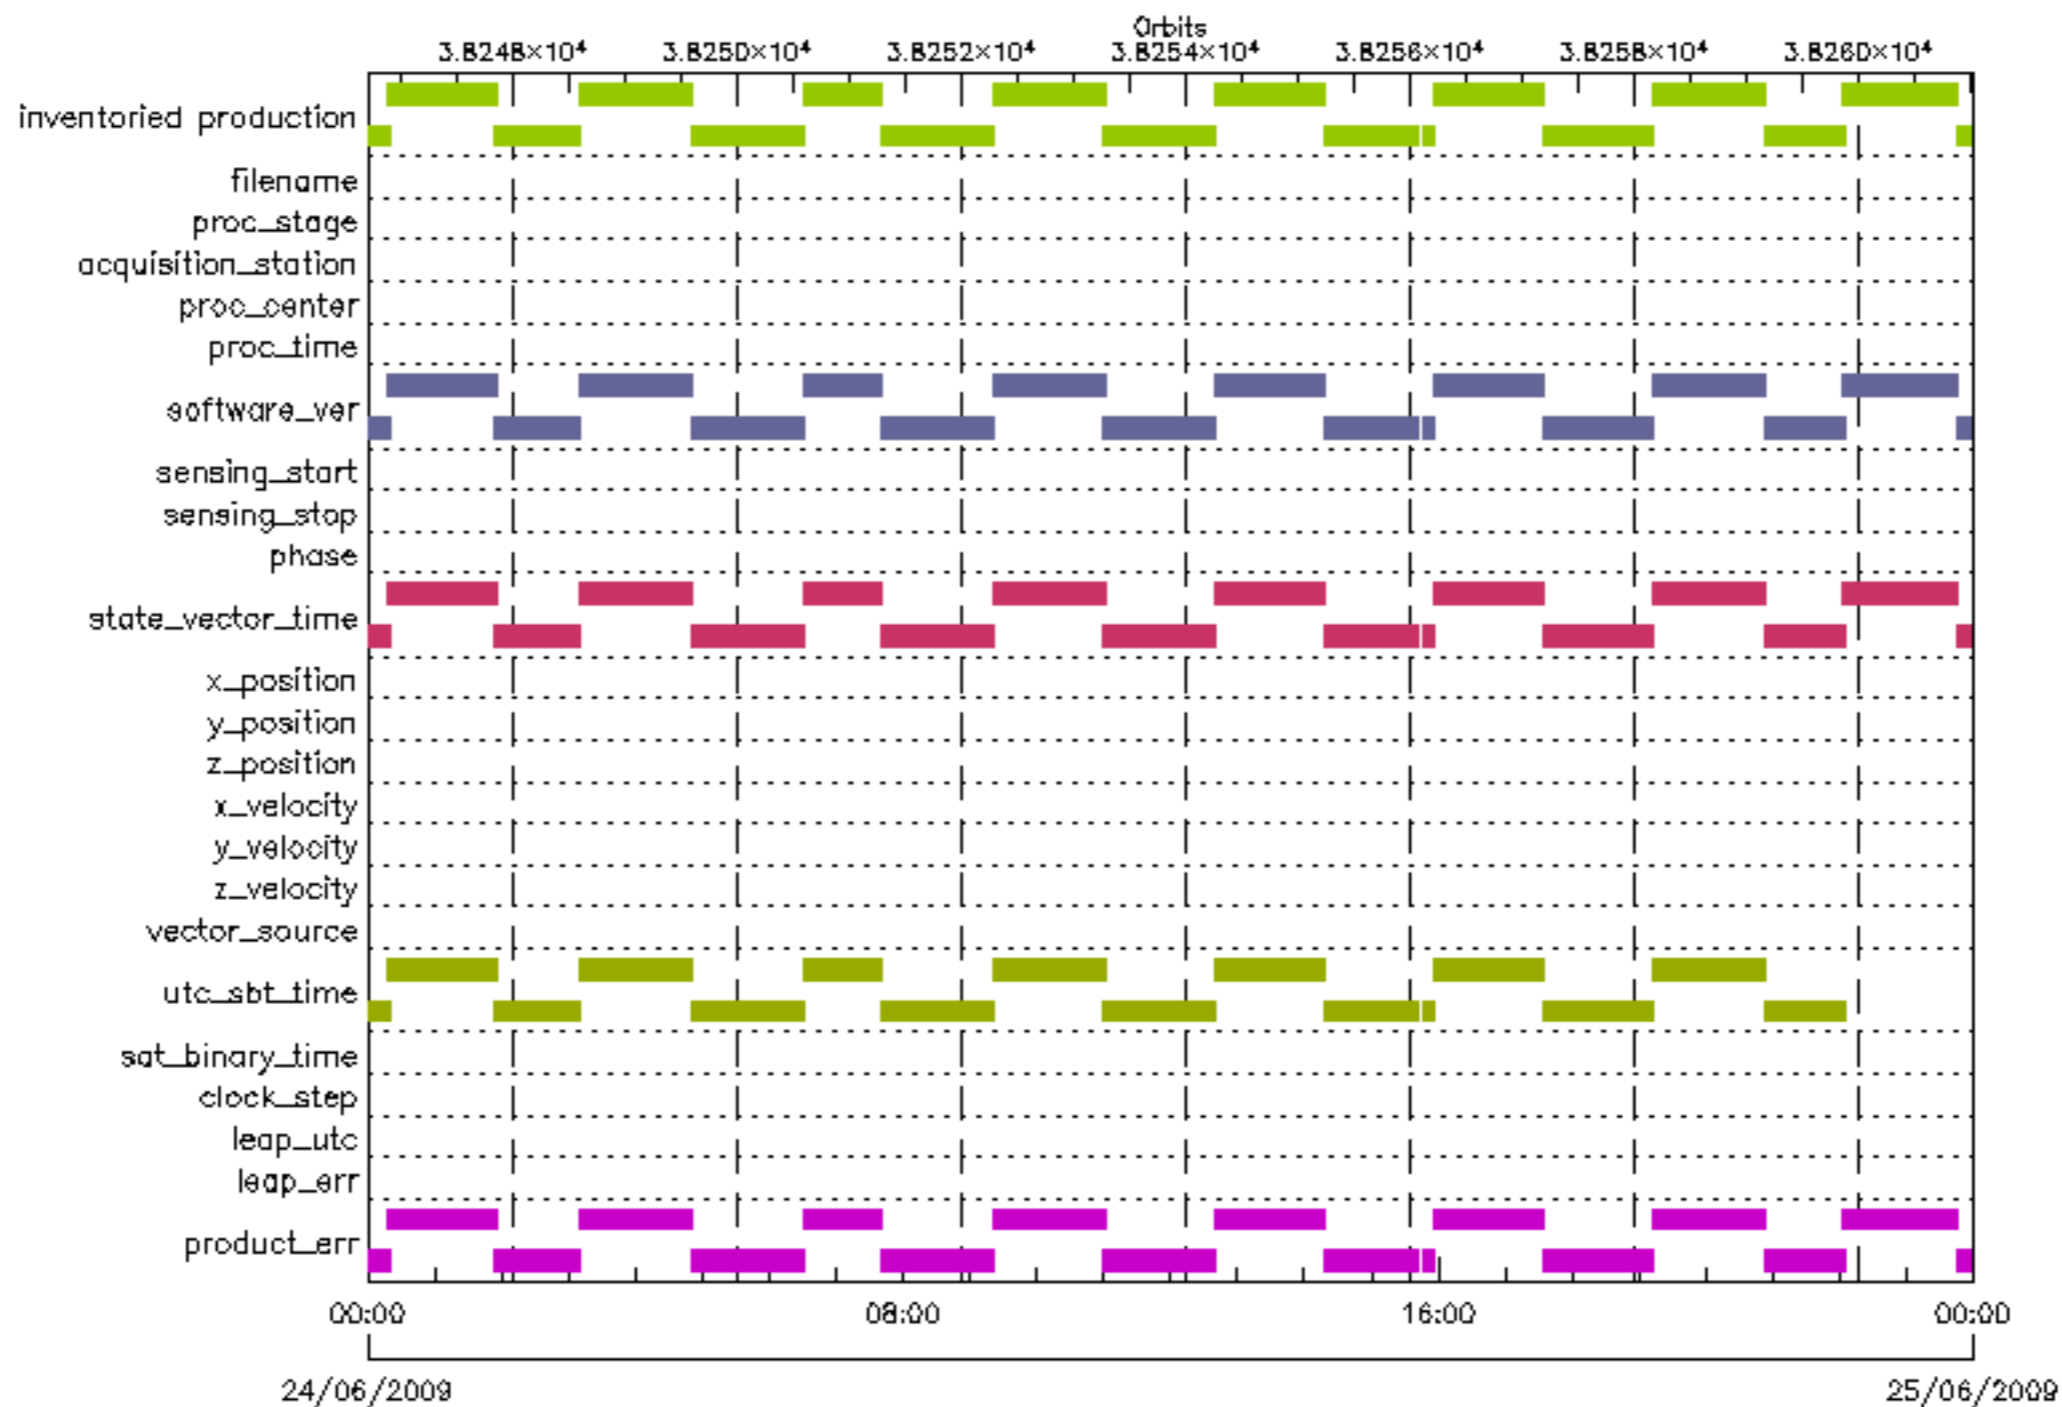 Orbits
3.8248×10⁴ 3.8250×10⁴ 3.8252×10⁴ 3.8254×10⁴ 3.8256×10⁴ 3.8258×10⁴ 3.8260×10⁴
inventoried production
filename
proc_stage
acquisition_station
proc_center
proc_time
software_ver
sensing_start
sensing_stop
phase
state_vector_time
x_position
y_position
z_position
x_velocity
y_velocity
z_velocity
vector_source
utc_sbt_time
sat_binary_time
clock_step
leap_utc
leap_err
product_err
00:00 08:00 16:00 00:00
24/06/2009 25/06/2009